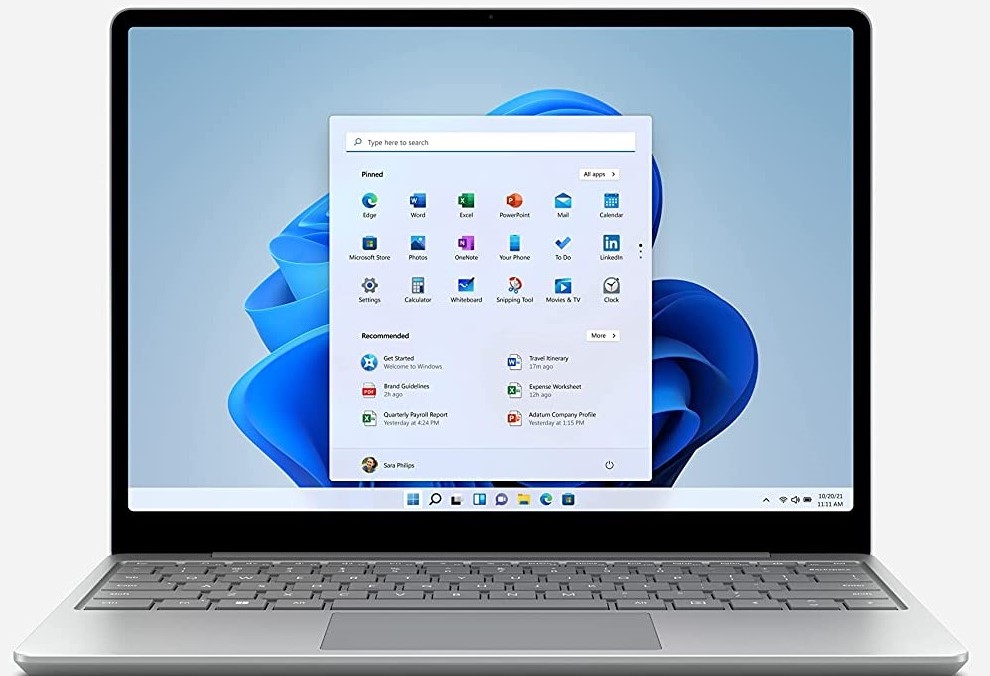 Type here to search
Pinned
All apps >
Edge
Word
Excel
PowerPoint
Mail
Calendar
Microsoft Store
Photos
OneNote
Your Phone
To Do
LinkedIn
Settings
Calculator
Whiteboard
Snipping Tool
Movies & TV
Clock
Recommended
More >
Get Started
Welcome to Windows
Travel Itinerary
17m ago
Brand Guidelines
2h ago
Expense Worksheet
12h ago
Quarterly Payroll Report
Yesterday at 4:24 PM
Adatum Company Profile
Yesterday at 1:15 PM
Sara Philips
10/20/21
11:11 AM